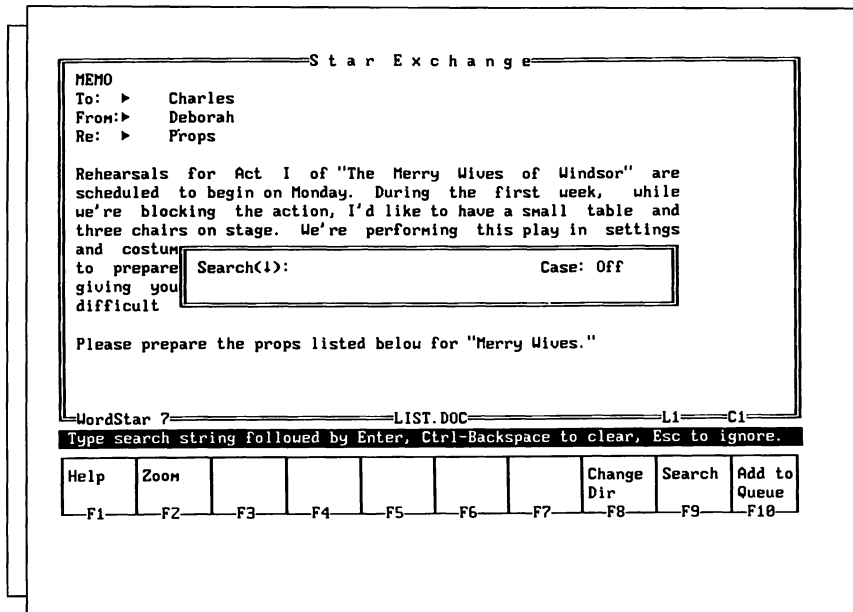 Star Exchange
MEMO
To: ► Charles
From:► Deborah
Re: ► Props
Rehearsals for Act I of "The Merry Wives of Windsor" are
scheduled to begin on Monday. During the first week, while
we're blocking the action, I'd like to have a small table and
three chairs on stage. We're performing this play in settings
and costum
to prepare
giving you
difficult
Search(↓): Case: Off
Please prepare the props listed below for "Merry Wives."
WordStar 7 LIST.DOC L1 C1
Type search string followed by Enter, Ctrl-Backspace to clear, Esc to ignore.
Help Zoom Change Dir Search Add to Queue
F1 F2 F3 F4 F5 F6 F7 F8 F9 F10